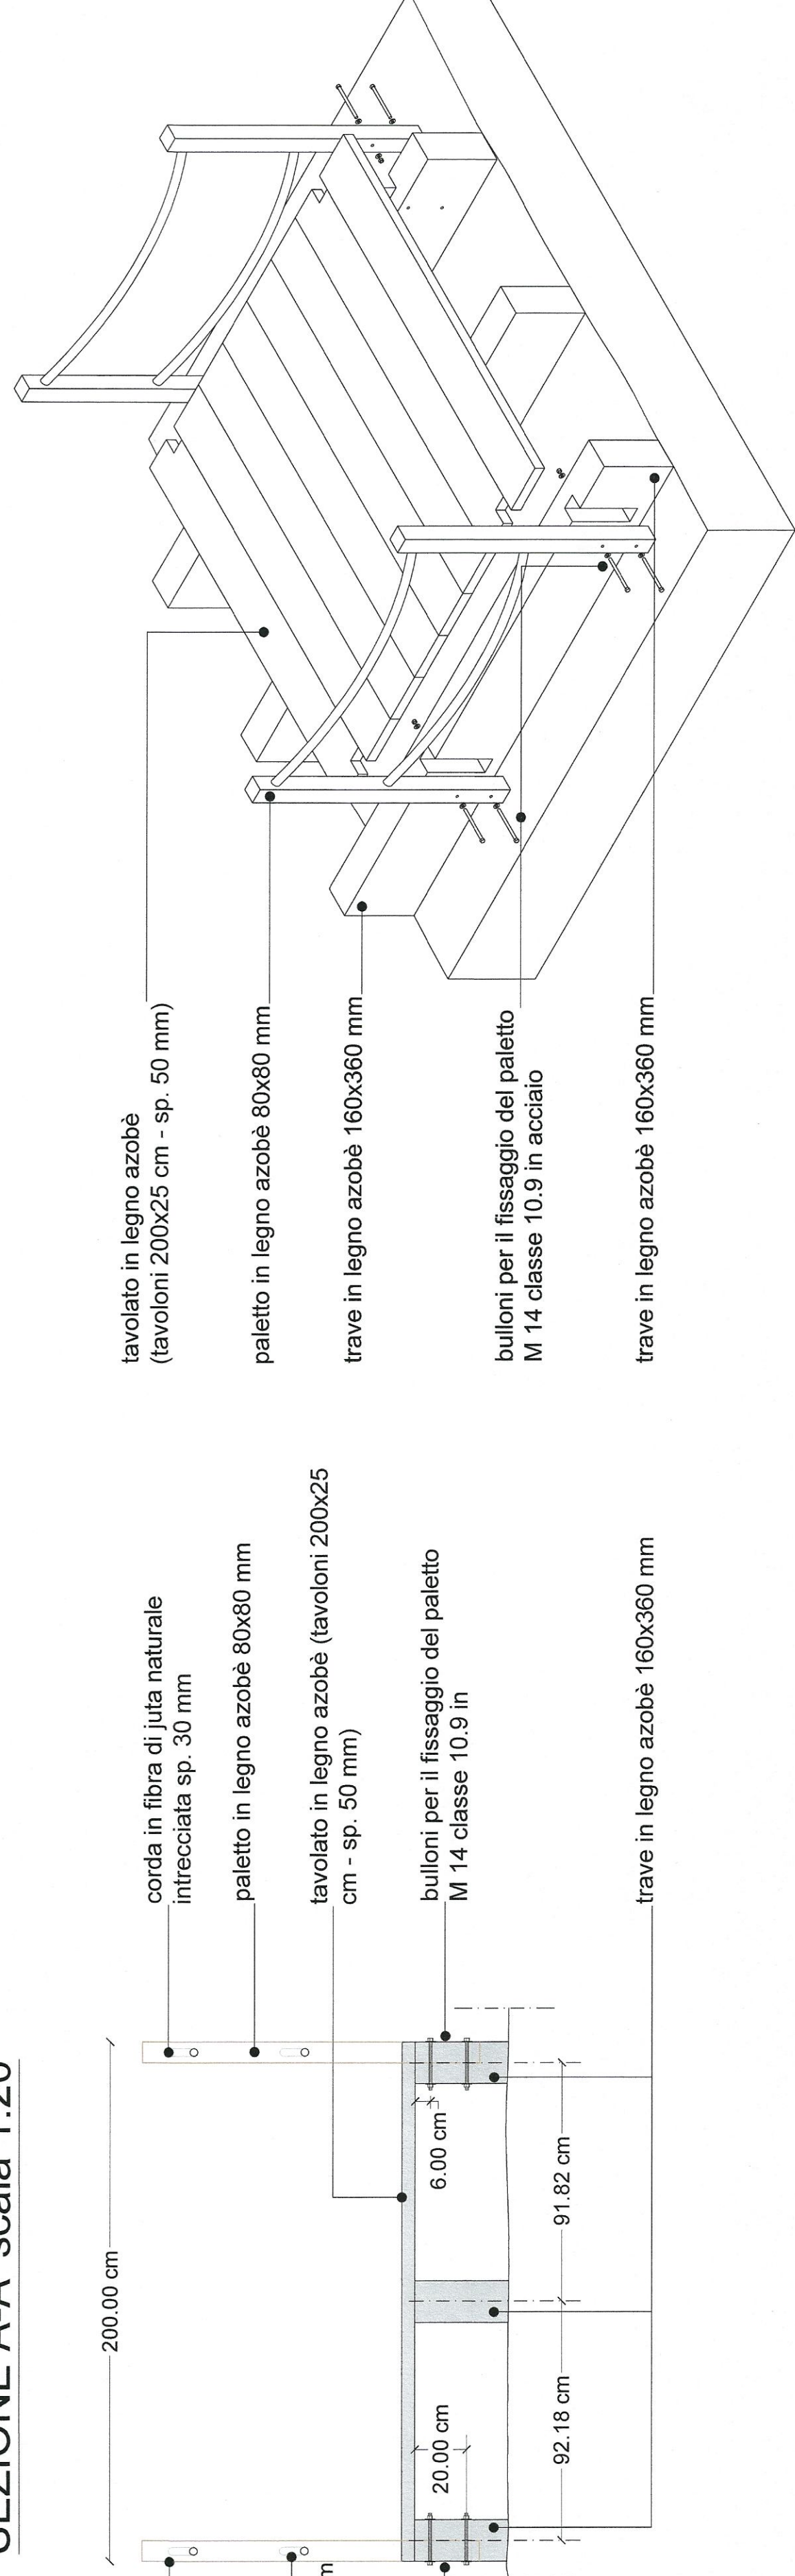 SEZIONE A-A' scala 1:20
200.00 cm
corda in fibra di juta naturale
intrecciata sp. 30 mm
paletto in legno azobè 80x80 mm
tavolato in legno azobè (tavoloni 200x25
cm - sp. 50 mm)
bulloni per il fissaggio del paletto
M 14 classe 10.9 in
trave in legno azobè 160x360 mm
20.00 cm
6.00 cm
92.18 cm
91.82 cm
tavolato in legno azobè
(tavoloni 200x25 cm - sp. 50 mm)
paletto in legno azobè 80x80 mm
trave in legno azobè 160x360 mm
bulloni per il fissaggio del paletto
M 14 classe 10.9 in acciaio
trave in legno azobè 160x360 mm